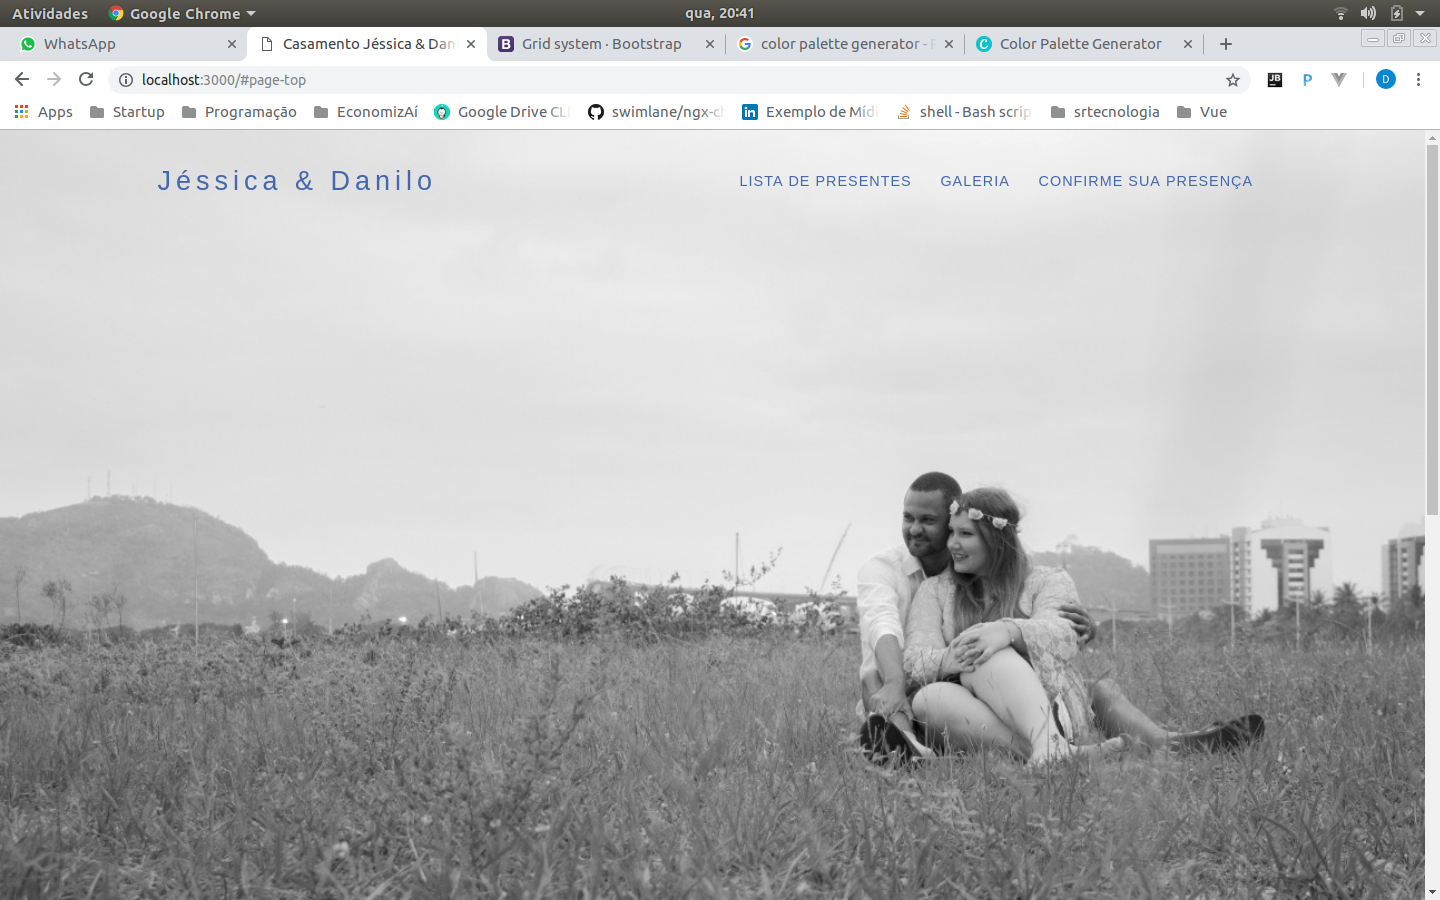 Atividades Google Chrome qua, 20:41
WhatsApp Casamento Jéssica & Dan Grid system · Bootstrap color palette generator - Color Palette Generator
localhost:3000/#page-top
Apps Startup Programação EconomizAí Google Drive CL swimlane/ngx-c Exemplo de Míd shell - Bash scrip srtecnologia Vue
Jéssica & Danilo LISTA DE PRESENTES GALERIA CONFIRME SUA PRESENÇA